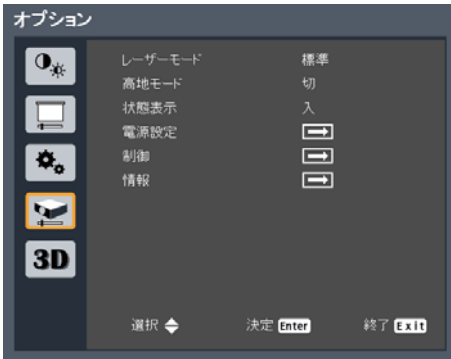 オプション
レーザーモード 標準
高地モード 切
状態表示 入
電源設定
制御
情報
3D
選択 決定 Enter 終了 Exit